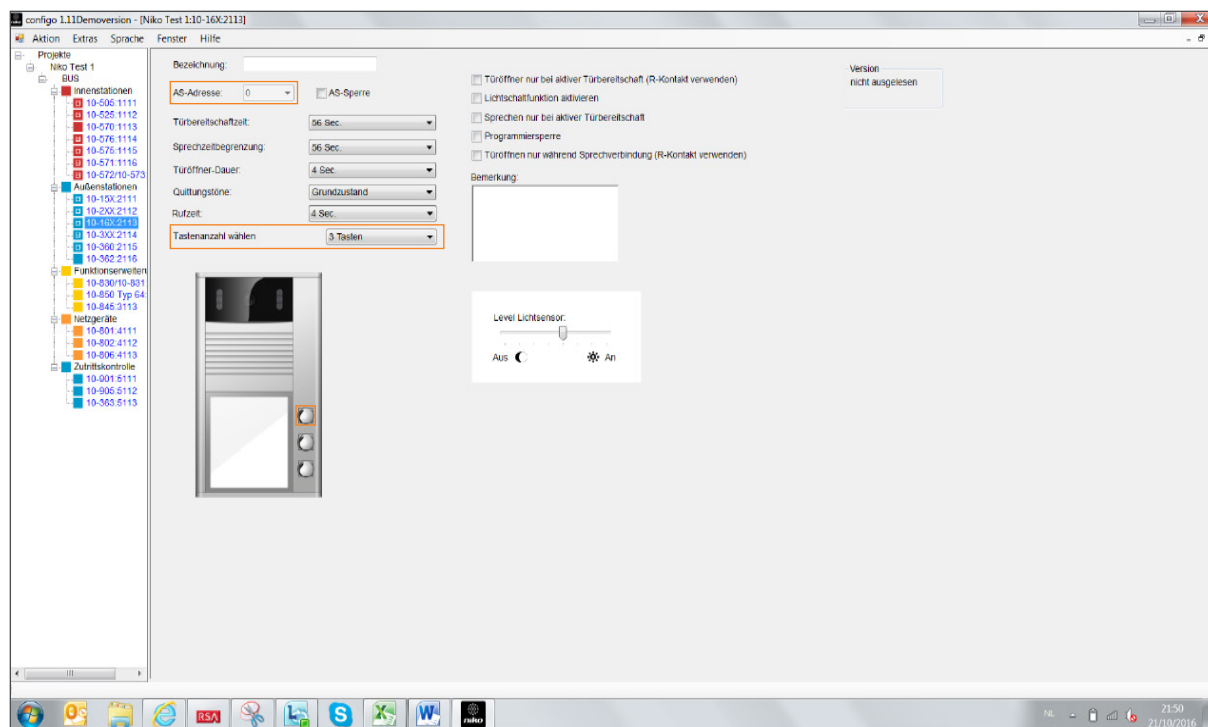 configo 1.11Demoversion - [Niko Test 1:10-16X:2113]
Aktion Extras Sprache Fenster Hilfe
Projekte
Niko Test 1
BUS
Innenstationen
10-505:1111
10-525:1112
10-570:1113
10-576:1114
10-575:1115
10-571:1116
10-572/10-573
Außenstationen
10-15X:2111
10-2XX:2112
10-16X:2113
10-3XX:2114
10-360:2115
10-362:2116
Funktionserweiten
10-830/10-831
10-850 Typ 64:
10-845:3113
Netzgeräte
10-801:4111
10-802:4112
10-806:4113
Zutrittskontrolle
10-901:5111
10-905:5112
10-363:5113
Bezeichnung:
AS-Adresse: 0 AS-Sperre
Türbereitschaftzeit: 56 Sec.
Sprechzeitbegrenzung: 56 Sec.
Türöffner-Dauer: 4 Sec.
Quittungstöne: Grundzustand
Rufzeit: 4 Sec.
Tastenanzahl wählen 3 Tasten
Türöffner nur bei aktiver Türbereitschaft (R-Kontakt verwenden)
Lichtschaltfunktion aktivieren
Sprechen nur bei aktiver Türbereitschaft
Programmiersperre
Türöffnen nur während Sprechverbindung (R-Kontakt verwenden)
Bemerkung:
Level Lichtsensor:
Aus An
Version
nicht ausgelesen
RSA
niko
NL
21:50
21/10/2016